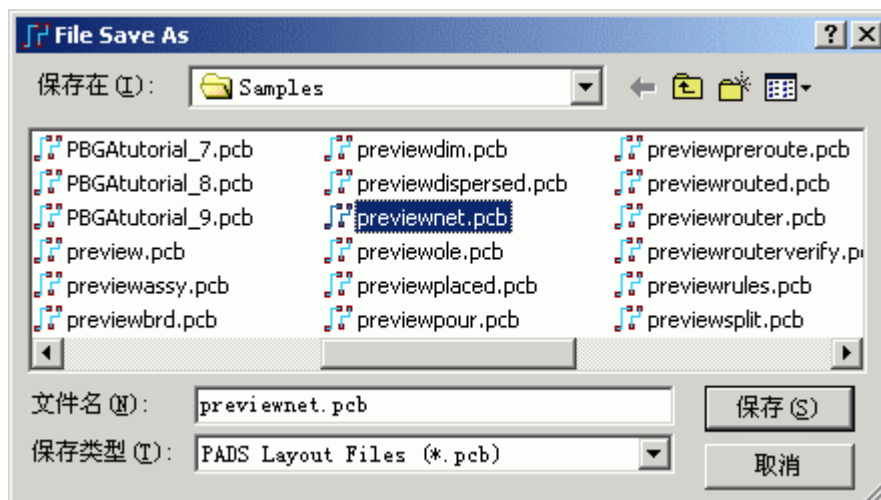 File Save As
保存在(I): Samples
PBGAtutorial_7.pcb previewdim.pcb previewpreroute.pcb
PBGAtutorial_8.pcb previewdispersed.pcb previewrouted.pcb
PBGAtutorial_9.pcb previewnet.pcb previewrouter.pcb
preview.pcb previewole.pcb previewrouterverify.p
previewassy.pcb previewplaced.pcb previewrules.pcb
previewbrd.pcb previewpour.pcb previewsplit.pcb
文件名(N): previewnet.pcb 保存(S)
保存类型(T): PADS Layout Files (*.pcb) 取消